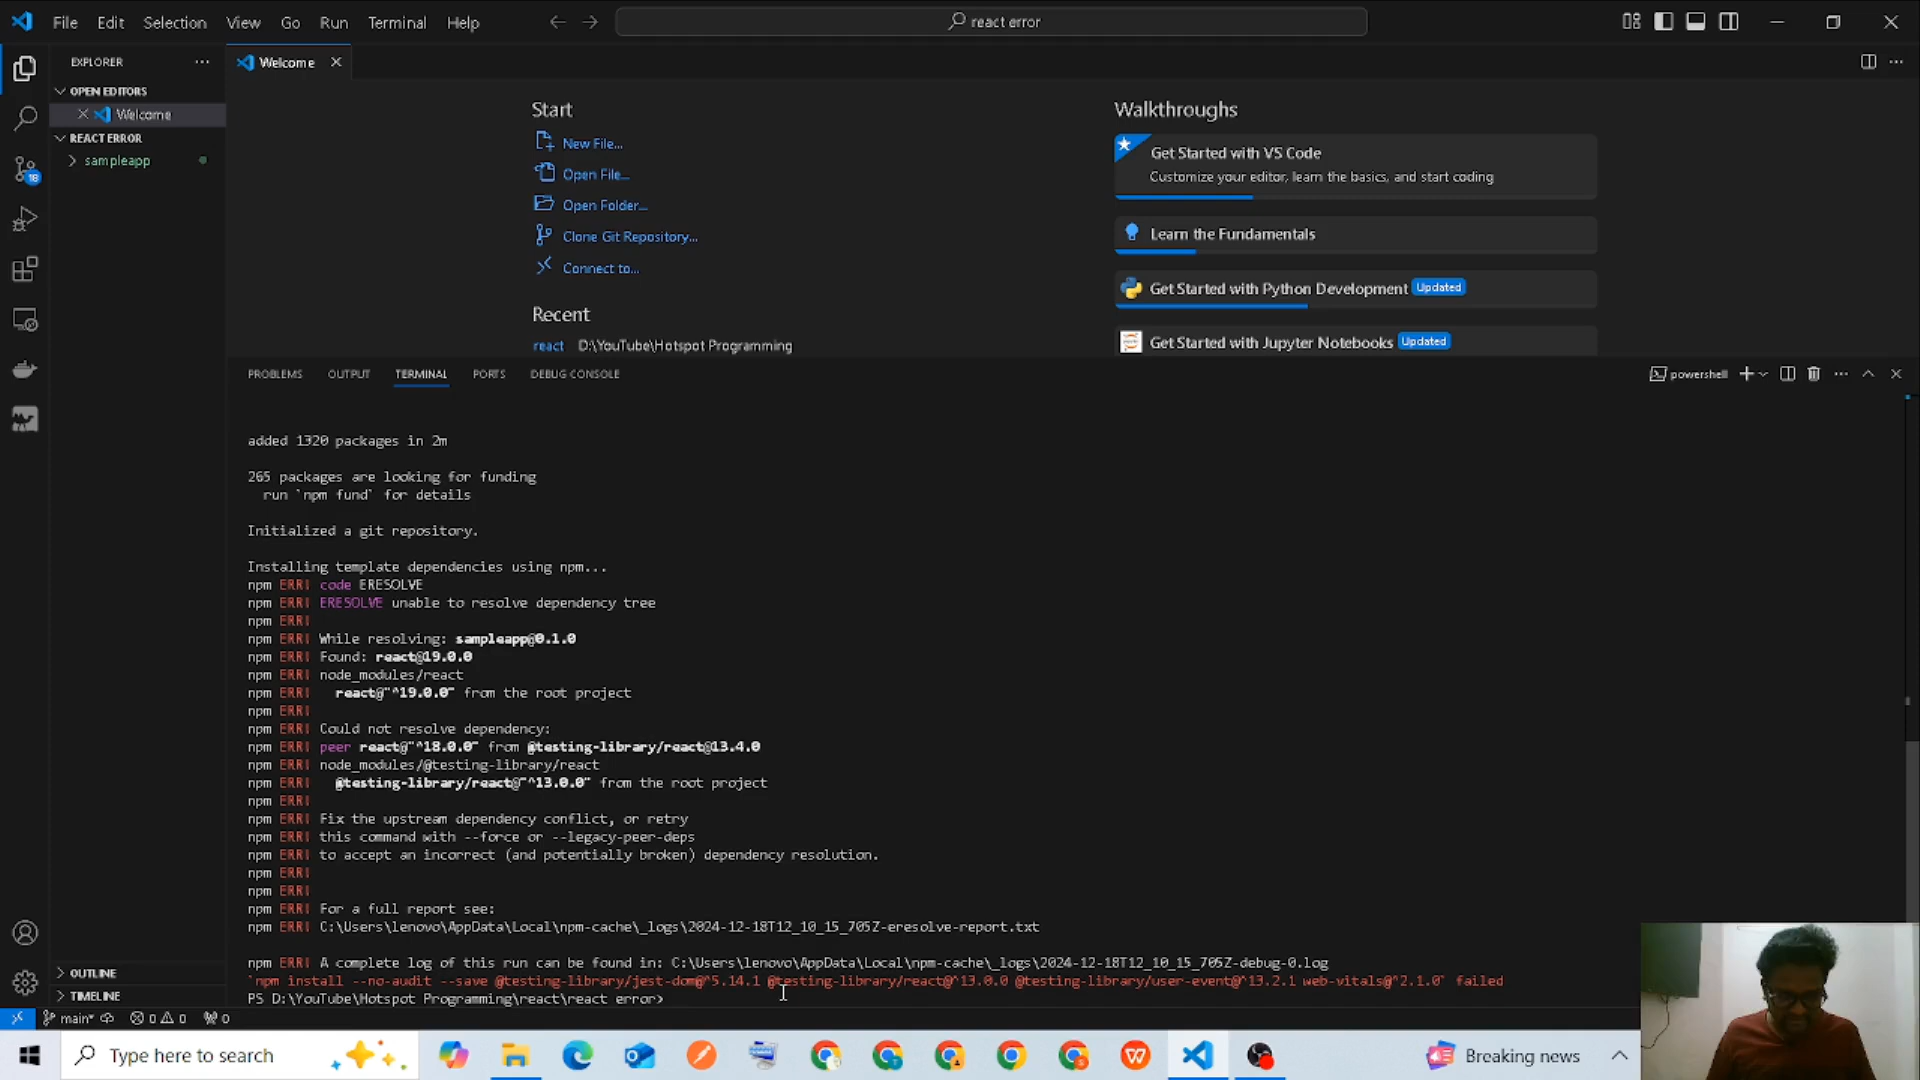 File Edit Selection View Go Run Terminal Help
react error
EXPLORER
OPEN EDITORS
Welcome
REACT ERROR
sampleapp
18
OUTLINE
TIMELINE
Welcome
Start
New File...
Open File...
Open Folder...
Clone Git Repository...
Connect to...
Recent
react D:\YouTube\Hotspot Programming
Walkthroughs
Get Started with VS Code
Customize your editor, learn the basics, and start coding
Learn the Fundamentals
Get Started with Python Development Updated
Get Started with Jupyter Notebooks Updated
PROBLEMS OUTPUT TERMINAL PORTS DEBUG CONSOLE
powershell
added 1320 packages in 2m
265 packages are looking for funding
run `npm fund` for details
Initialized a git repository.
Installing template dependencies using npm...
npm ERR! code ERESOLVE
npm ERR! ERESOLVE unable to resolve dependency tree
npm ERR!
npm ERR! While resolving: sampleapp@0.1.0
npm ERR! Found: react@19.0.0
npm ERR! node_modules/react
npm ERR! react@"^19.0.0" from the root project
npm ERR!
npm ERR! Could not resolve dependency:
npm ERR! peer react@"^18.0.0" from @testing-library/react@13.4.0
npm ERR! node_modules/@testing-library/react
npm ERR! @testing-library/react@"^13.0.0" from the root project
npm ERR!
npm ERR! Fix the upstream dependency conflict, or retry
npm ERR! this command with --force or --legacy-peer-deps
npm ERR! to accept an incorrect (and potentially broken) dependency resolution.
npm ERR!
npm ERR!
npm ERR! For a full report see:
npm ERR! C:\Users\lenovo\AppData\Local\npm-cache\_logs\2024-12-18T12_10_15_705Z-eresolve-report.txt
npm ERR! A complete log of this run can be found in: C:\Users\lenovo\AppData\Local\npm-cache\_logs\2024-12-18T12_10_15_705Z-debug-0.log
`npm install --no-audit --save @testing-library/jest-dom@^5.14.1 @testing-library/react@^13.0.0 @testing-library/user-event@^13.2.1 web-vitals@^2.1.0` failed
PS D:\YouTube\Hotspot Programming\react\react error>
main* 0 0 0
Type here to search
Breaking news